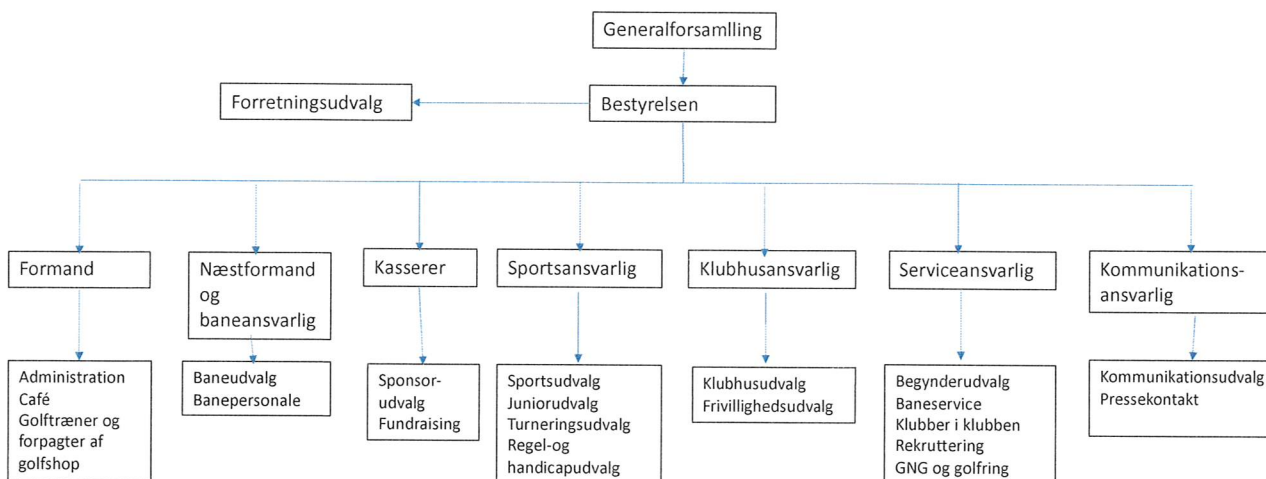 Generalforsamlling
Forretningsudvalg
Bestyrelsen
Formand
Næstformand
og
baneansvarlig
Kasserer
Sportsansvarlig
Klubhusansvarlig
Serviceansvarlig
Kommunikations-
ansvarlig
Administration
Café
Golftræner og
forpagter af
golfshop
Baneudvalg
Banepersonale
Sponsor-
udvalg
Fundraising
Sportsudvalg
Juniorudvalg
Turneringsudvalg
Regel-og
handicapudvalg
Klubhusudvalg
Frivillighedsudvalg
Begynderudvalg
Baneservice
Klubber i klubben
Rekruttering
GNG og golfring
Kommunikationsudvalg
Pressekontakt